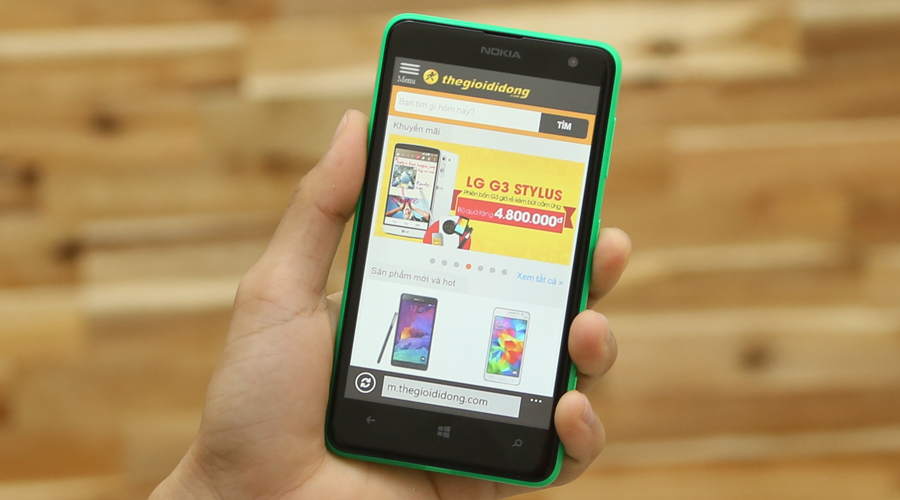 NOKIA
Menu
thegioididong
.com
Bạn tìm gì hôm nay?
TÌM
Khuyến mãi
LG G3 STYLUS
Phiên bản G3 giá rẻ kèm bút cảm ứng
Bộ quà tặng 4.800.000đ
Sản phẩm mới và hot
Xem tất cả »
m.thegioididong.com